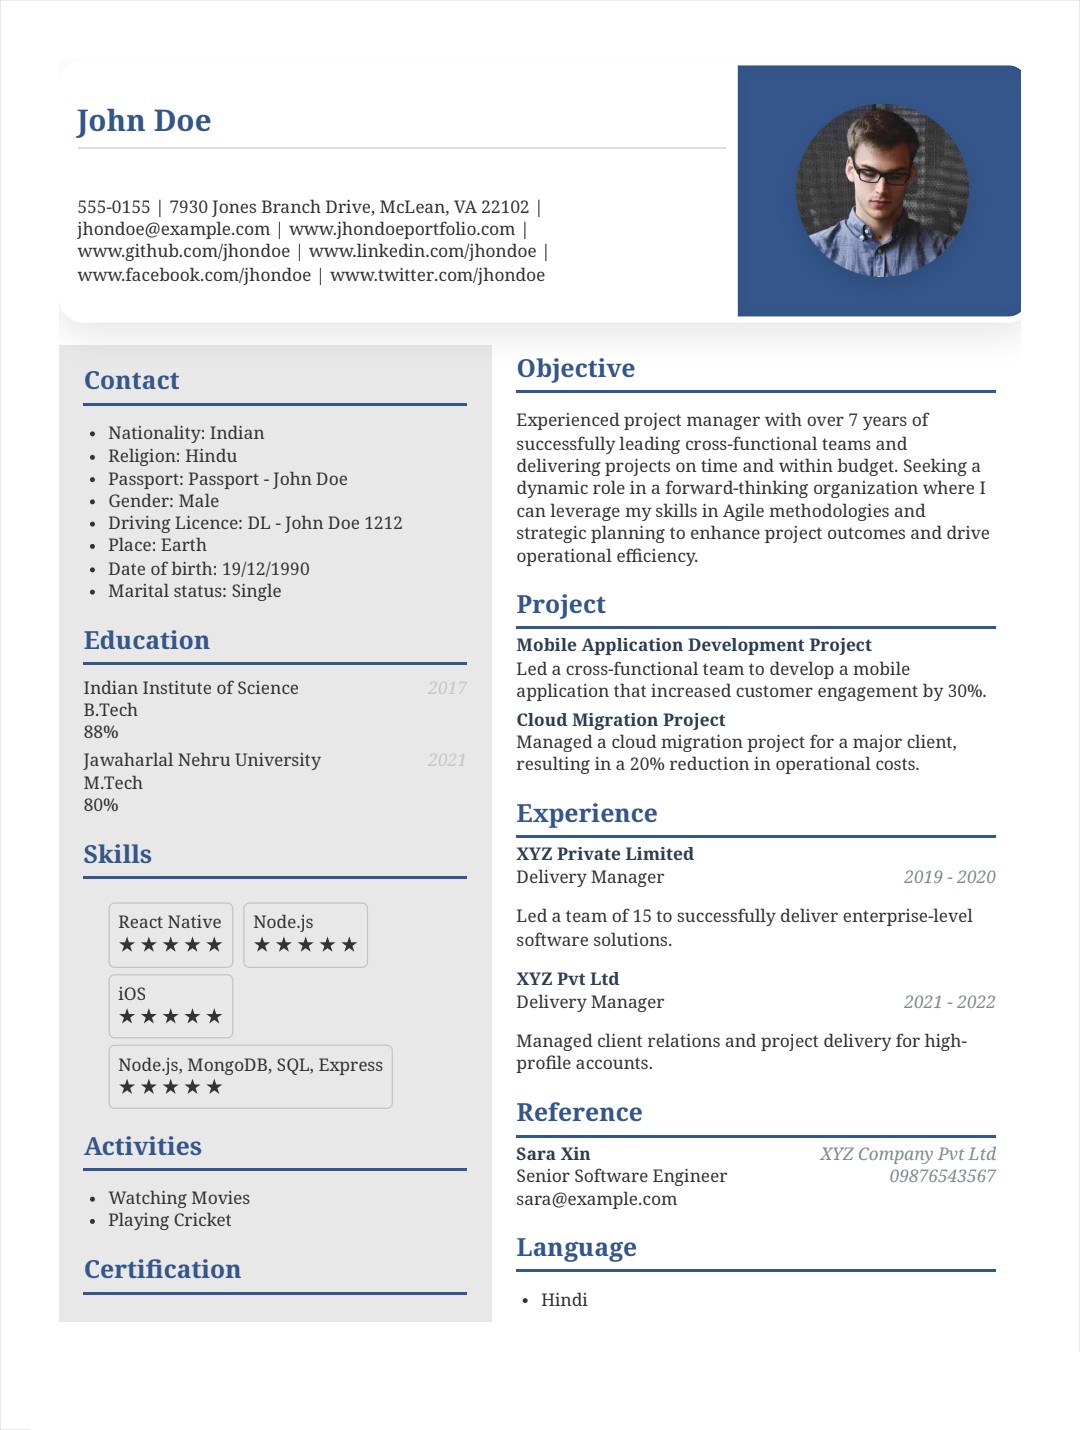 John Doe
555-0155 | 7930 Jones Branch Drive, McLean, VA 22102 |
jhondoe@example.com | www.jhondoeportfolio.com |
www.github.com/jhondoe | www.linkedin.com/jhondoe |
www.facebook.com/jhondoe | www.twitter.com/jhondoe
Contact
• Nationality: Indian
• Religion: Hindu
• Passport: Passport - John Doe
• Gender: Male
• Driving Licence: DL - John Doe 1212
• Place: Earth
• Date of birth: 19/12/1990
• Marital status: Single
Education
Indian Institute of Science 2017
B.Tech
88%
Jawaharlal Nehru University 2021
M.Tech
80%
Skills
React Native Node.js
★ ★ ★ ★ ★ ★ ★ ★ ★ ★
iOS
★ ★ ★ ★ ★
Node.js, MongoDB, SQL, Express
★ ★ ★ ★ ★
Activities
• Watching Movies
• Playing Cricket
Certification
Objective
Experienced project manager with over 7 years of
successfully leading cross-functional teams and
delivering projects on time and within budget. Seeking a
dynamic role in a forward-thinking organization where I
can leverage my skills in Agile methodologies and
strategic planning to enhance project outcomes and drive
operational efficiency.
Project
Mobile Application Development Project
Led a cross-functional team to develop a mobile
application that increased customer engagement by 30%.
Cloud Migration Project
Managed a cloud migration project for a major client,
resulting in a 20% reduction in operational costs.
Experience
XYZ Private Limited
Delivery Manager 2019 - 2020
Led a team of 15 to successfully deliver enterprise-level
software solutions.
XYZ Pvt Ltd
Delivery Manager 2021 - 2022
Managed client relations and project delivery for high-
profile accounts.
Reference
Sara Xin XYZ Company Pvt Ltd
Senior Software Engineer 09876543567
sara@example.com
Language
• Hindi